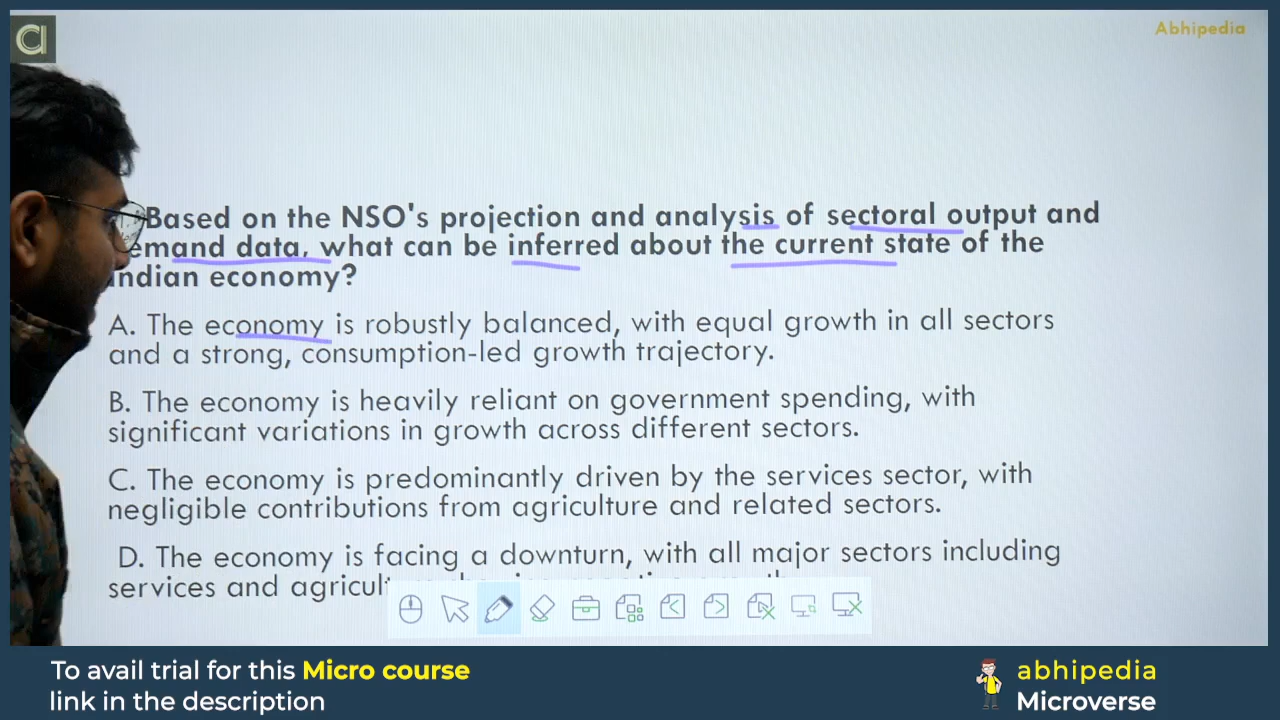 Abhipedia
Based on the NSO's projection and analysis of sectoral output and
demand data, what can be inferred about the current state of the
Indian economy?
A. The economy is robustly balanced, with equal growth in all sectors
and a strong, consumption-led growth trajectory.
B. The economy is heavily reliant on government spending, with
significant variations in growth across different sectors.
C. The economy is predominantly driven by the services sector, with
negligible contributions from agriculture and related sectors.
D. The economy is facing a downturn, with all major sectors including
services and
To avail trial for this Micro course
link in the description
abhipedia
Microverse